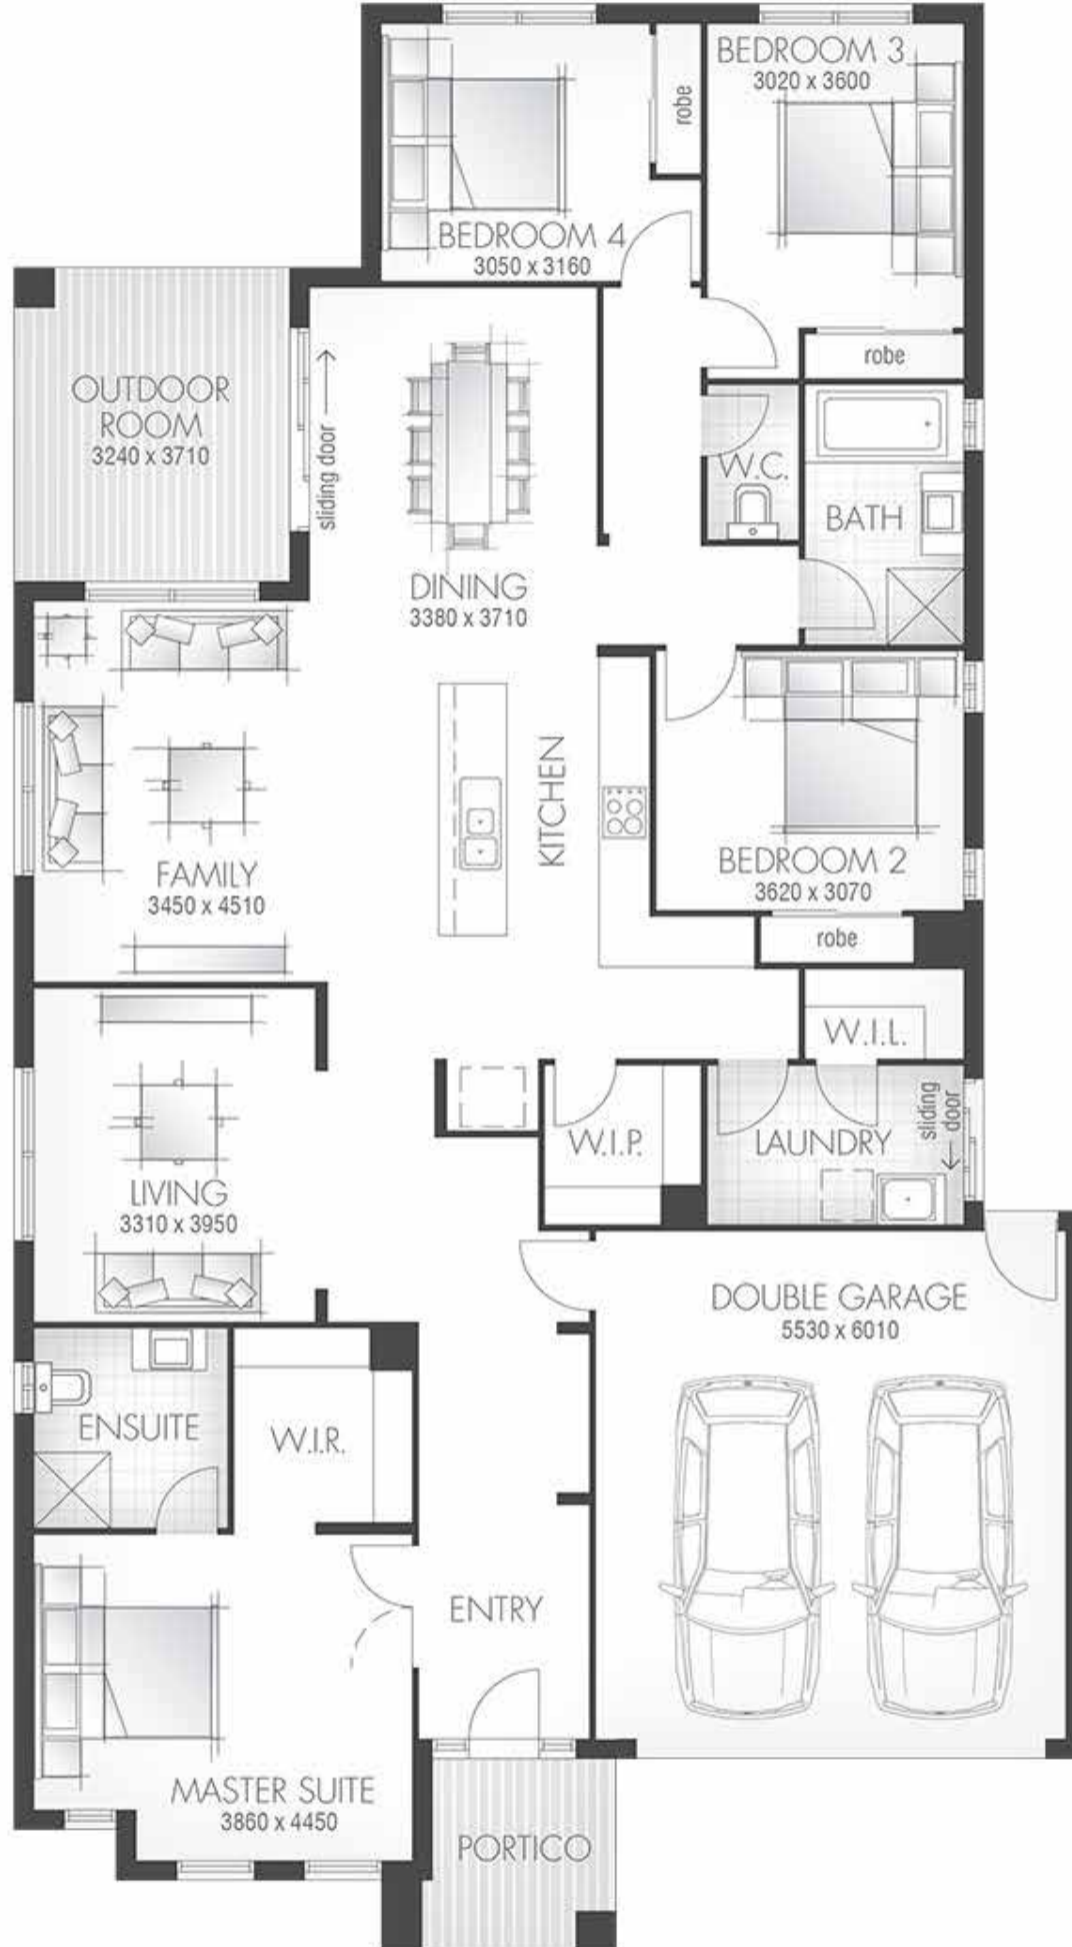 BEDROOM 3
3020 x 3600
robe
BEDROOM 4
3050 x 3160
robe
OUTDOOR
ROOM
3240 x 3710
sliding door
W.C.
BATH
DINING
3380 x 3710
KITCHEN
FAMILY
3450 x 4510
BEDROOM 2
3620 x 3070
robe
W.I.L.
sliding
door
W.I.P.
LAUNDRY
LIVING
3310 x 3950
DOUBLE GARAGE
5530 x 6010
ENSUITE
W.I.R.
ENTRY
MASTER SUITE
3860 x 4450
PORTICO